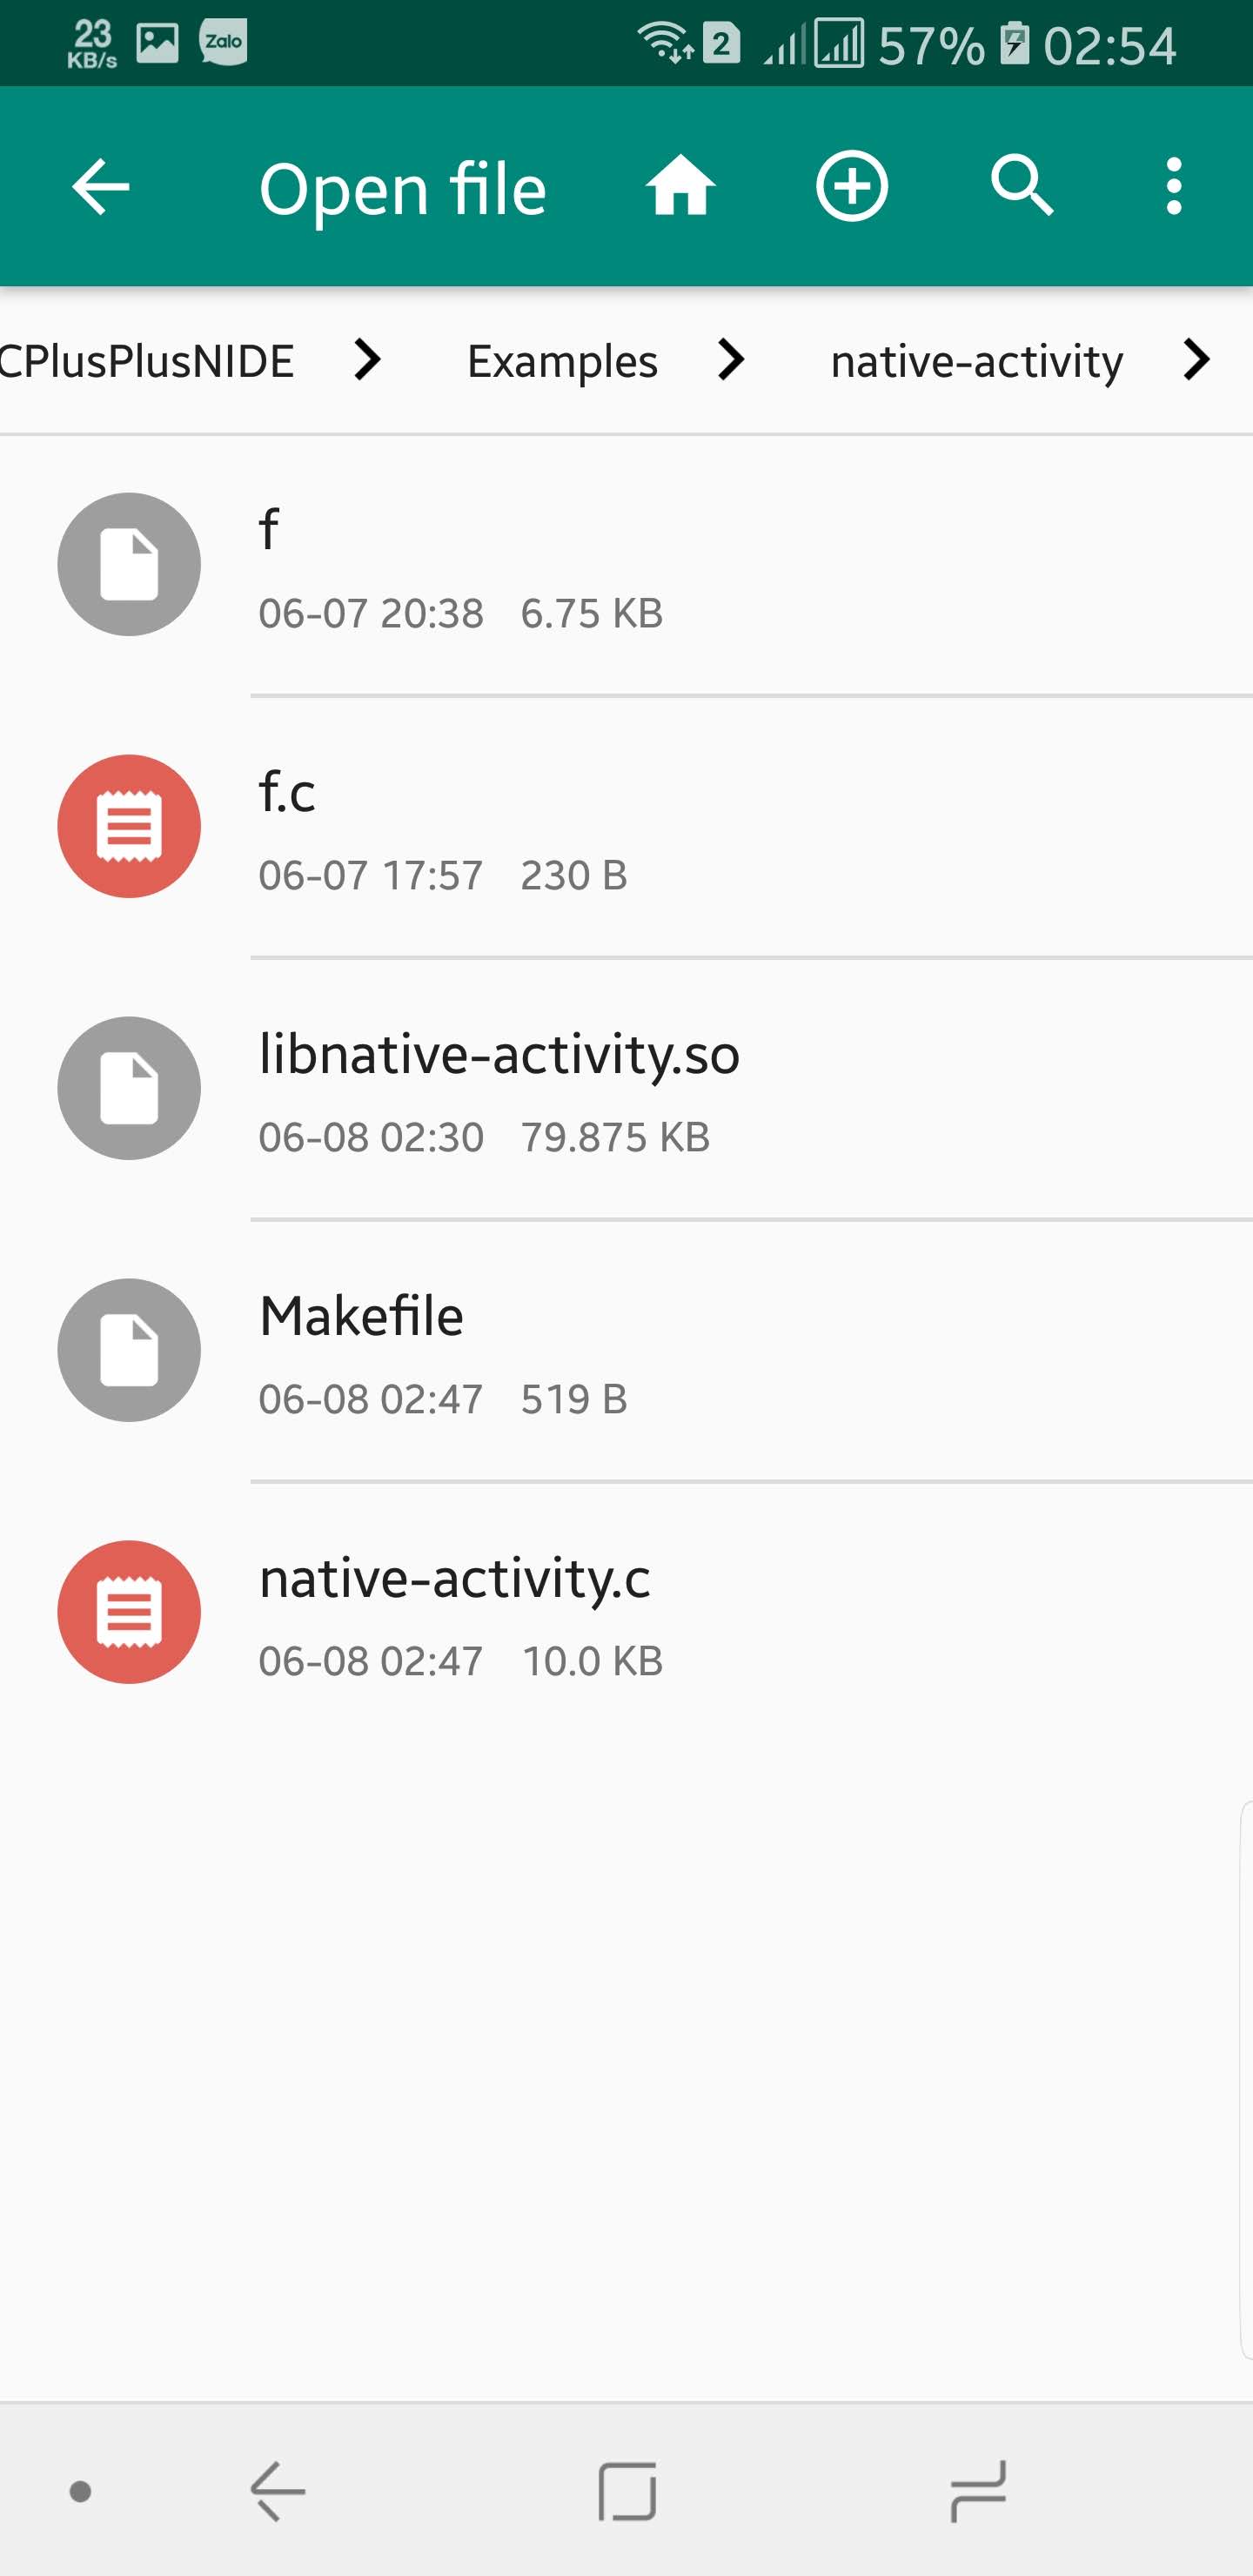 23 KB/s Zalo 2 57% 02:54
Open file
CPlusPlusNIDE Examples native-activity
f
06-07 20:38 6.75 KB
f.c
06-07 17:57 230 B
libnative-activity.so
06-08 02:30 79.875 KB
Makefile
06-08 02:47 519 B
native-activity.c
06-08 02:47 10.0 KB